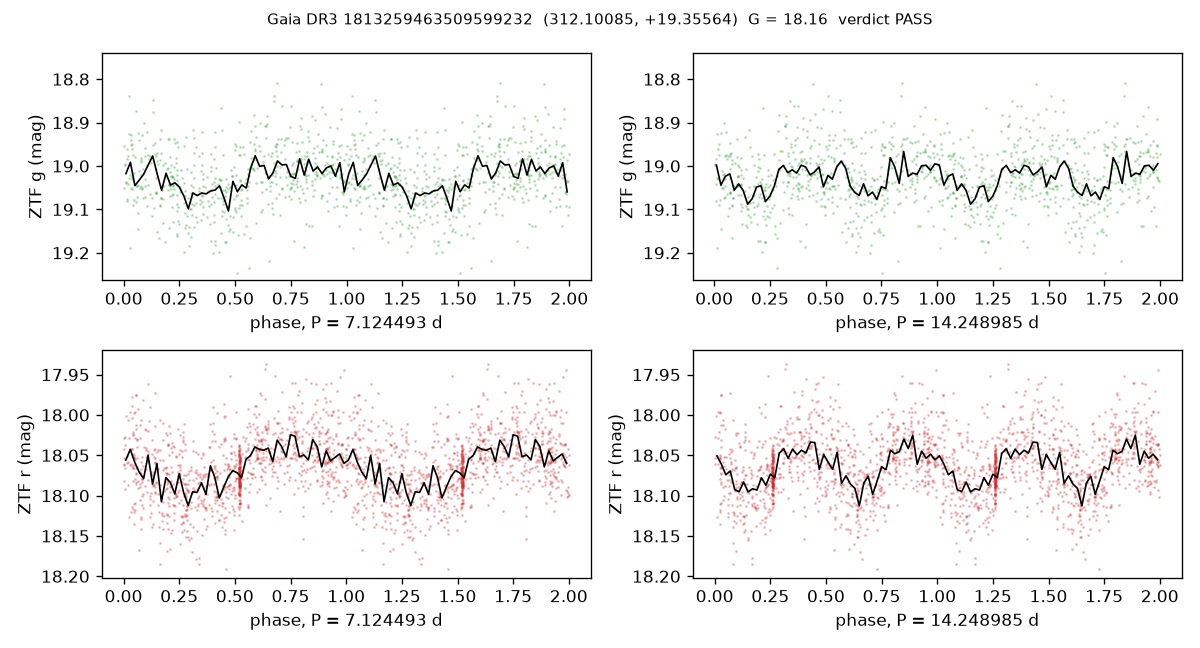 Gaia DR3 1813259463509599232 (312.10085, +19.35564) G = 18.16 verdict PASS
ZTF g (mag)
18.8
18.9
19.0
19.1
19.2
0.00 0.25 0.50 0.75 1.00 1.25 1.50 1.75 2.00
phase, P = 7.124493 d
ZTF g (mag)
18.8
18.9
19.0
19.1
19.2
0.00 0.25 0.50 0.75 1.00 1.25 1.50 1.75 2.00
phase, P = 14.248985 d
ZTF r (mag)
17.95
18.00
18.05
18.10
18.15
18.20
0.00 0.25 0.50 0.75 1.00 1.25 1.50 1.75 2.00
phase, P = 7.124493 d
ZTF r (mag)
17.95
18.00
18.05
18.10
18.15
18.20
0.00 0.25 0.50 0.75 1.00 1.25 1.50 1.75 2.00
phase, P = 14.248985 d